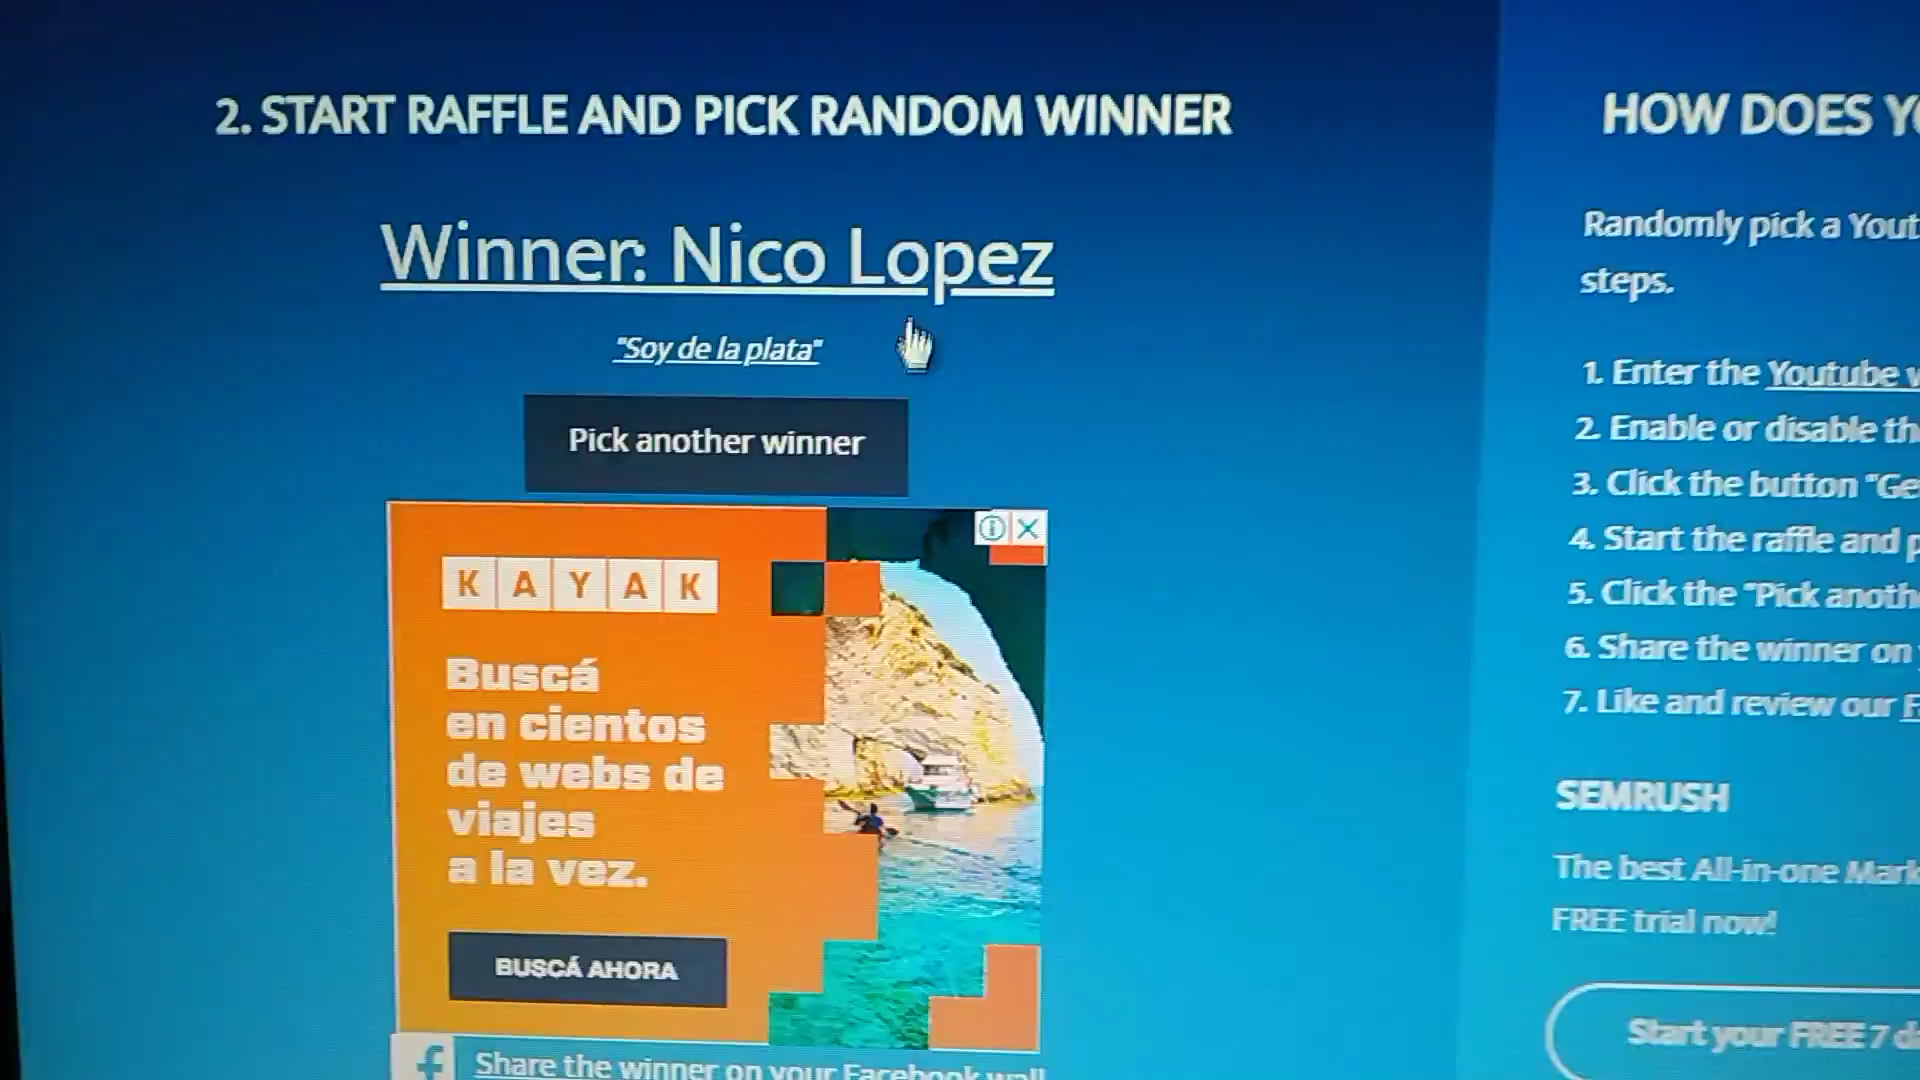 2. START RAFFLE AND PICK RANDOM WINNER
Winner: Nico Lopez
"Soy de la plata"
Pick another winner
KAYAK
Buscá
en cientos
de webs de
viajes
a la vez.
BUSCÁ AHORA
Share the winner on your Facebook wall
HOW DOES
Randomly pick a
steps.
1. Enter the Youtube
2. Enable or disable
3. Click the button
4. Start the raffle and
5. Click the "Pick
6. Share the winner on
7. Like and review our
SEMRUSH
The best All-in-one
FREE trial now!
Start your FREE 7